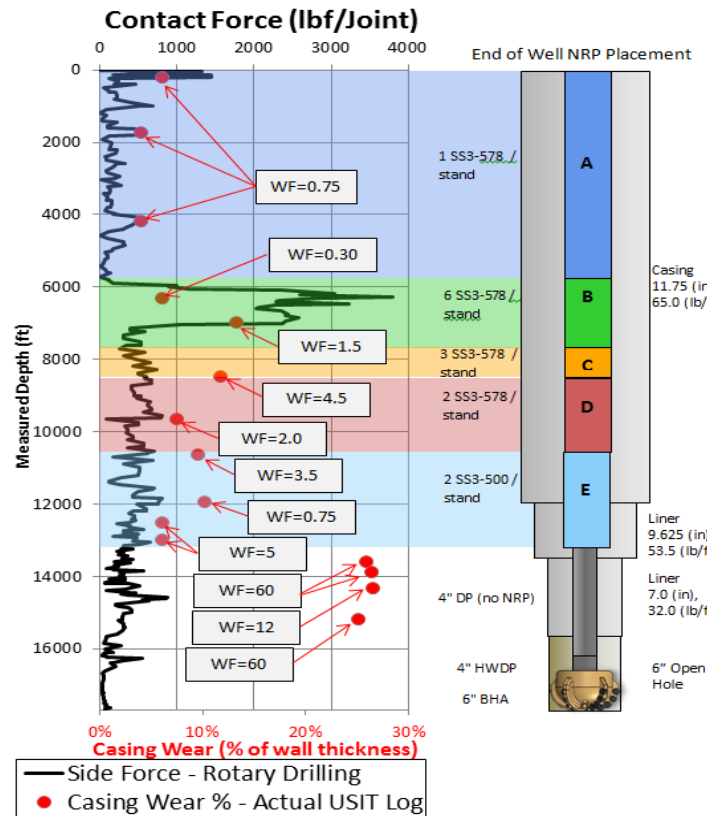 Contact Force (lbf/Joint)
0 1000 2000 3000 4000
End of Well NRP Placement
Measured Depth (ft)
0
2000
4000
6000
8000
10000
12000
14000
16000
WF=0.75
WF=0.30
WF=1.5
WF=4.5
WF=2.0
WF=3.5
WF=0.75
WF=5
WF=60
WF=12
WF=60
1 SS3-578 /
stand
6 SS3-578 /
stand
3 SS3-578 /
stand
2 SS3-578 /
stand
2 SS3-500 /
stand
4" DP (no NRP)
4" HWDP
6" BHA
A
B
C
D
E
Casing
11.75 (in
65.0 (lb/
Liner
9.625 (in)
53.5 (lb/f
Liner
7.0 (in),
32.0 (lb/f
6” Open
Hole
0% 10% 20% 30%
Casing Wear (% of wall thickness)
Side Force - Rotary Drilling
Casing Wear % - Actual USIT Log